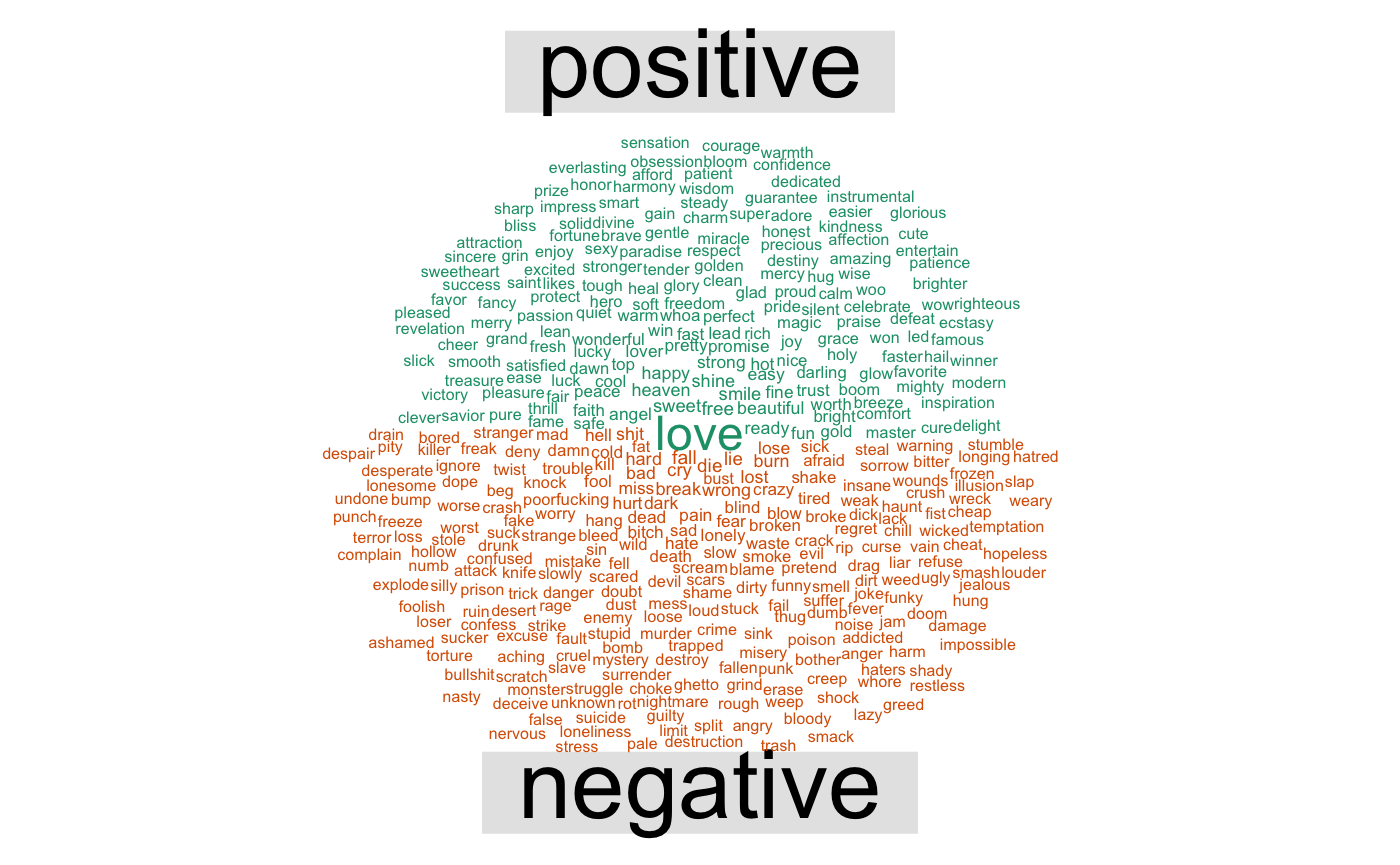 positive
sensation courage warmth
everlasting obsession bloom confidence
afford patient dedicated
prize honor harmony wisdom
sharp impress smart steady guarantee instrumental
bliss solid divine gain charm super adore easier glorious
fortune brave gentle miracle honest kindness
attraction precious affection cute
sincere grin enjoy sexy paradise respect entertain
sweetheart excited stronger tender golden destiny amazing patience
success saint likes tough heal glory clean mercy hug wise brighter
favor fancy protect hero soft freedom glad proud calm woo
pleased passion quiet warm whoa perfect pride silent celebrate wow righteous
revelation merry lean win fast lead rich magic praise defeat ecstasy
cheer grand fresh wonderful lucky lover pretty promise joy grace won led famous
slick smooth satisfied dawn top strong hot nice holy faster hail winner
treasure ease luck cool happy shine easy darling glow favorite
victory pleasure fair peace heaven smile fine trust boom mighty modern
clever savior pure thrill faith angel sweet free beautiful worth breeze inspiration
fame safe love ready fun gold bright comfort master cure delight
drain bored stranger mad hell shit
despair pity killer freak deny damn cold fat hard fall lie lose sick steal warning stumble
desperate ignore twist trouble kill bad cry die burn afraid sorrow bitter longing hatred
lonesome dope beg knock fool miss break bust lost shake insane wounds frozen illusion slap
undone bump worse crash poor fucking hurt dark wrong crazy tired weak crush wreck weary
punch freeze fake worry hang dead pain blind blow broke dick haunt fist cheap
terror loss stole worst suck strange bleed bitch sad fear broken regret lack chill wicked temptation
complain hollow drunk sin wild hate lonely waste crack rip curse vain cheat hopeless
numb confused mistake fell death slow smoke evil liar refuse
attack knife slowly scared devil scream blame pretend drag smash louder
explode silly prison trick danger doubt scars shame dirty funny smell dirt weed ugly jealous
foolish ruin desert rage dust mess loud stuck fail suffer joke funky hung
loser confess strike enemy loose thug dumb fever noise jam doom damage
ashamed sucker excuse fault stupid murder crime sink poison addicted impossible
torture aching cruel bomb mystery trapped destroy misery bother anger harm
bullshit scratch slave surrender fallen punk creep haters shady
nasty monster struggle choke ghetto grind erase whore restless
deceive unknown rot nightmare rough weep shock greed
false suicide guilty split angry bloody lazy
nervous loneliness limit smack
stress pale destruction trash
negative